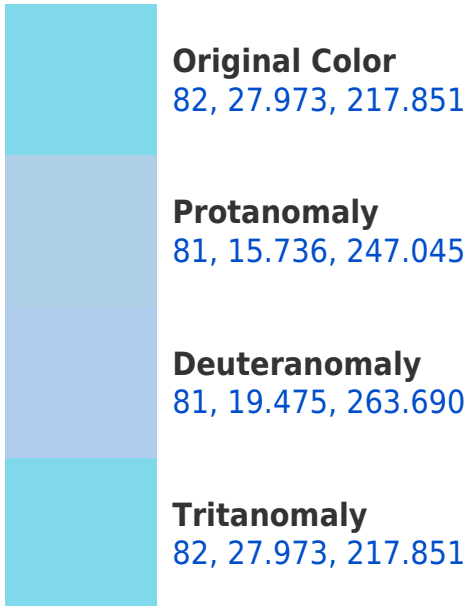 Original Color
82, 27.973, 217.851
Protanomaly
81, 15.736, 247.045
Deuteranomaly
81, 19.475, 263.690
Tritanomaly
82, 27.973, 217.851